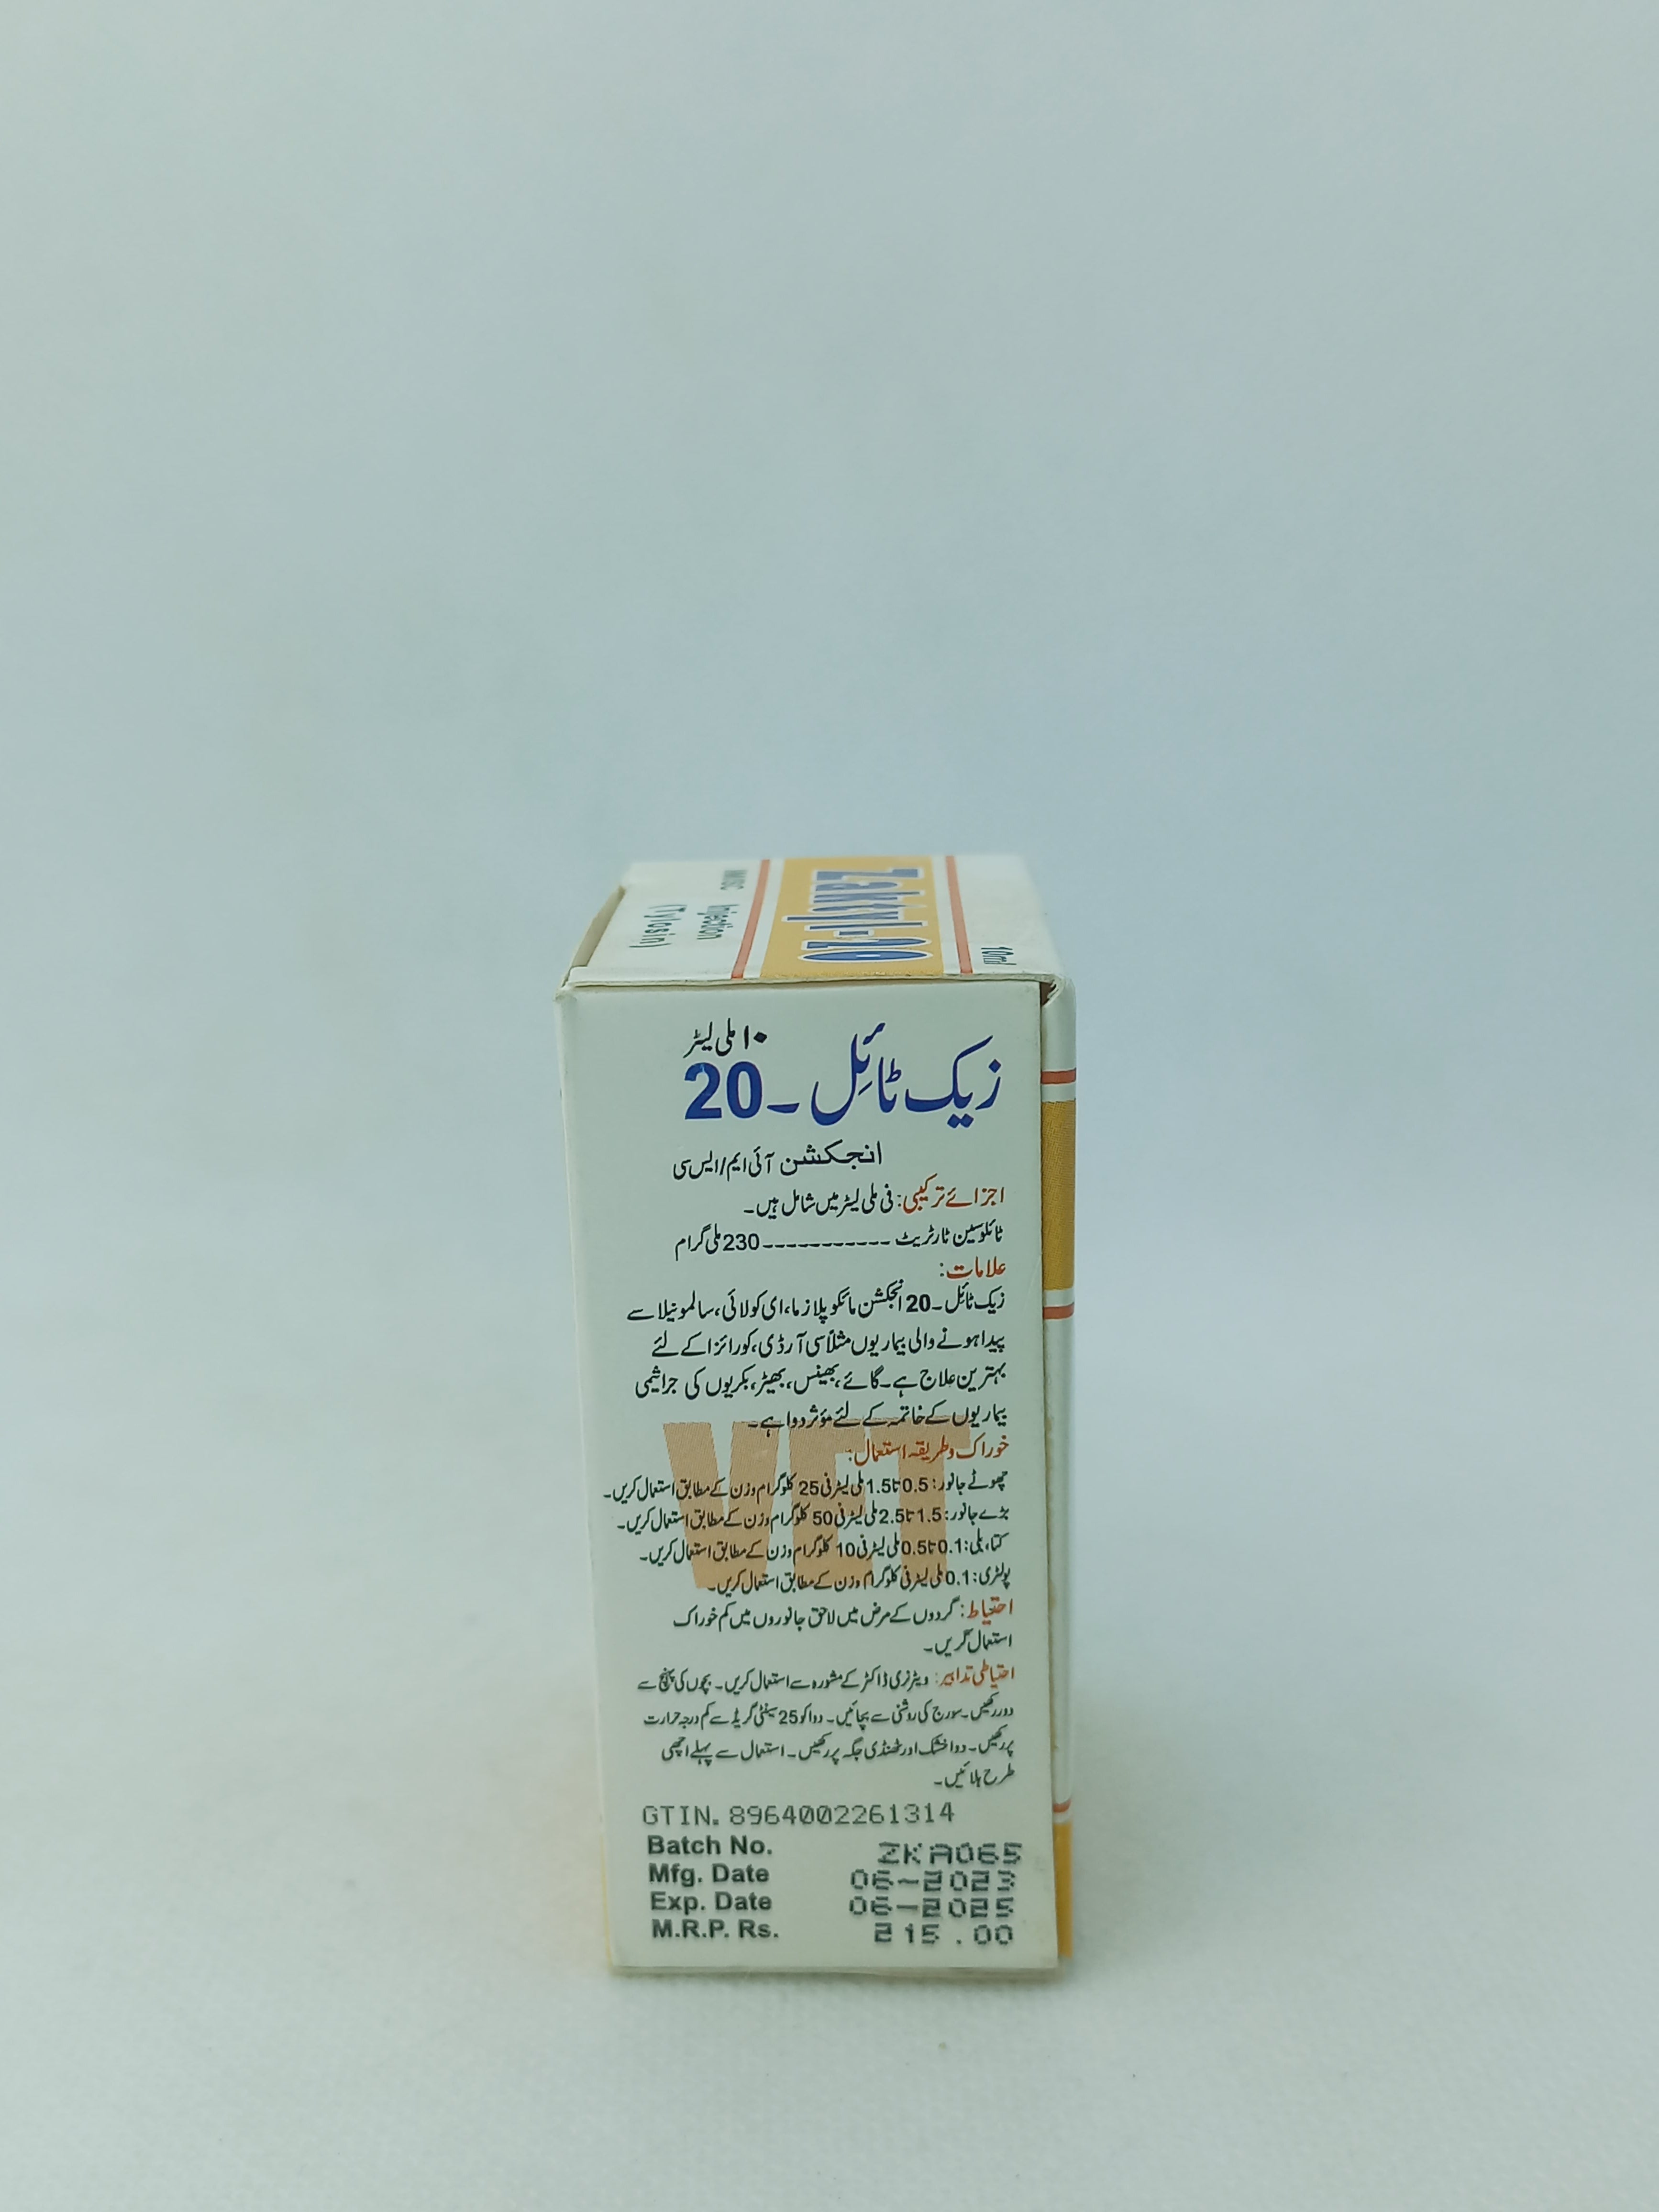 Zaktyl-20
10ml
IM/SC Injection
(Tylosin)
زیک ٹائل ۔20
۱۰ ملی لیٹر
انجکشن آئی ایم/ایس سی
اجزائے ترکیبی: فی ملی لیٹر میں شامل ہیں۔
ٹائلوسین ٹارٹریٹ -----------230 ملی گرام
علامات:
زیک ٹائل ۔20 انجکشن مائکوپلازما، ای کولائی، سالمونیلا سے
پیدا ہونے والی بیماریوں مثلاً سی آر ڈی، کورائزا کے لئے
بہترین علاج ہے۔ گائے، بھینس، بھیڑ، بکریوں کی جراثیمی
بیماریوں کے خاتمہ کے لئے مؤثر دوا ہے۔
خوراک و طریقہ استعمال:
چھوٹے جانور: 0.5 تا 1.5 ملی لیٹر فی 25 کلوگرام وزن کے مطابق استعمال کریں۔
بڑے جانور: 1.5 تا 2.5 ملی لیٹر فی 50 کلوگرام وزن کے مطابق استعمال کریں۔
کتا، بلی: 0.1 تا 0.5 ملی لیٹر فی 10 کلوگرام وزن کے مطابق استعمال کریں۔
پولٹری: 0.1 ملی لیٹر فی کلوگرام وزن کے مطابق استعمال کریں۔
VET
احتیاط: گردوں کے مرض میں لاحق جانوروں میں کم خوراک
استعمال کریں۔
احتیاطی تدابیر: ویٹرنری ڈاکٹر کے مشورہ سے استعمال کریں۔ بچوں کی پہنچ سے
دور رکھیں۔ سورج کی روشنی سے بچائیں۔ دوا کو 25 سینٹی گریڈ سے کم درجہ حرارت
پر رکھیں۔ دوا خشک اور ٹھنڈی جگہ پر رکھیں۔ استعمال سے پہلے اچھی
طرح ہلائیں۔
GTIN. 8964002261314
Batch No. ZKA065
Mfg. Date 06-2023
Exp. Date 06-2025
M.R.P. Rs. 215.00